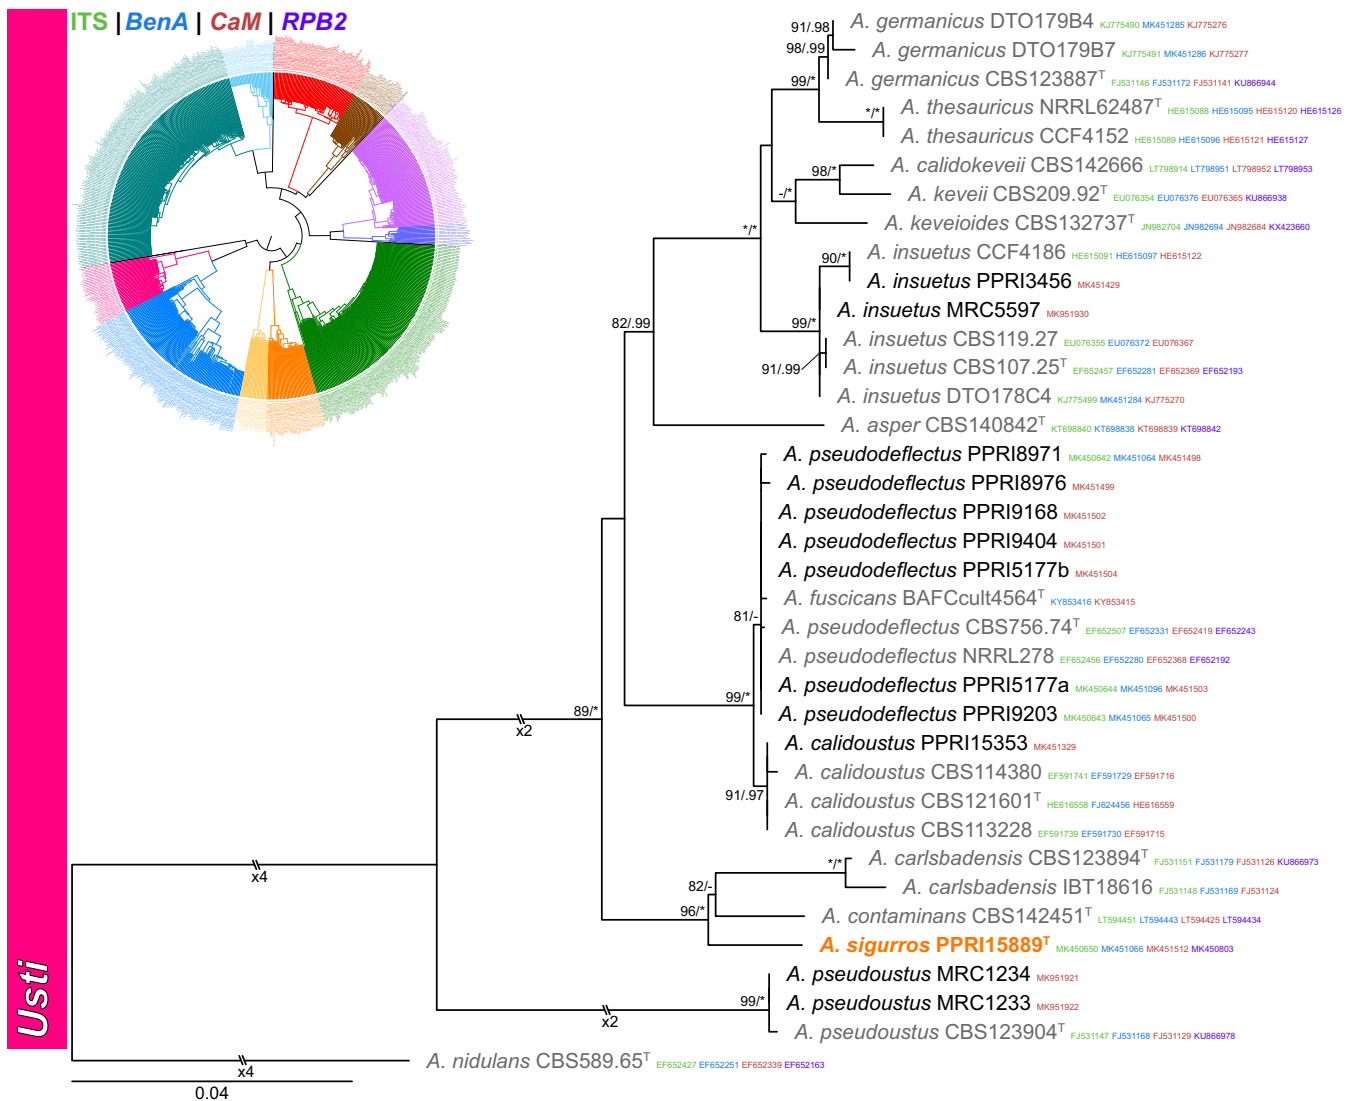 ITS | BenA | CaM | RPB2
Usti
A. germanicus DTO179B4 KJ775490 MK451285 KJ775276
91/.98
A. germanicus DTO179B7 KJ775491 MK451286 KJ775277
98/.99
A. germanicus CBS123887T FJ531146 FJ531172 FJ531141 KU866944
99/*
A. thesauricus NRRL62487T HE615088 HE615095 HE615120 HE615126
*/*
A. thesauricus CCF4152 HE615089 HE615096 HE615121 HE615127
A. calidokeveii CBS142666 LT798914 LT798951 LT798952 LT798953
98/*
A. keveii CBS209.92T EU076354 EU076376 EU076365 KU866938
-/*
A. keveioides CBS132737T JN982704 JN982694 JN982684 KX423660
*/*
A. insuetus CCF4186 HE615091 HE615097 HE615122
90/*
A. insuetus PPRI3456 MK451429
A. insuetus MRC5597 MK951930
82/.99
99/*
A. insuetus CBS119.27 EU076355 EU076372 EU076367
A. insuetus CBS107.25T EF652457 EF652281 EF652369 EF652193
91/.99
A. insuetus DTO178C4 KJ775499 MK451284 KJ775270
A. asper CBS140842T KT698840 KT698838 KT698839 KT698842
A. pseudodeflectus PPRI8971 MK450642 MK451064 MK451498
A. pseudodeflectus PPRI8976 MK451499
A. pseudodeflectus PPRI9168 MK451502
A. pseudodeflectus PPRI9404 MK451501
A. pseudodeflectus PPRI5177b MK451504
A. fuscicans BAFCcult4564T KY853416 KY853415
81/-
A. pseudodeflectus CBS756.74T EF652507 EF652331 EF652419 EF652243
A. pseudodeflectus NRRL278 EF652456 EF652280 EF652368 EF652192
A. pseudodeflectus PPRI5177a MK450644 MK451096 MK451503
99/*
A. pseudodeflectus PPRI9203 MK450643 MK451065 MK451500
89/*
x2
A. calidoustus PPRI15353 MK451329
A. calidoustus CBS114380 EF591741 EF591729 EF591716
91/.97
A. calidoustus CBS121601T HE616558 FJ624456 HE616559
A. calidoustus CBS113228 EF591739 EF591730 EF591715
A. carlsbadensis CBS123894T FJ531151 FJ531179 FJ531126 KU866973
*/*
x4
A. carlsbadensis IBT18616 FJ531148 FJ531169 FJ531124
82/-
A. contaminans CBS142451T LT594451 LT594443 LT594425 LT594434
96/*
A. sigurros PPRI15889T MK450650 MK451066 MK451512 MK450803
A. pseudoustus MRC1234 MK951921
A. pseudoustus MRC1233 MK951922
99/*
x2
A. pseudoustus CBS123904T FJ531147 FJ531168 FJ531129 KU866978
A. nidulans CBS589.65T EF652427 EF652251 EF652339 EF652163
x4
0.04